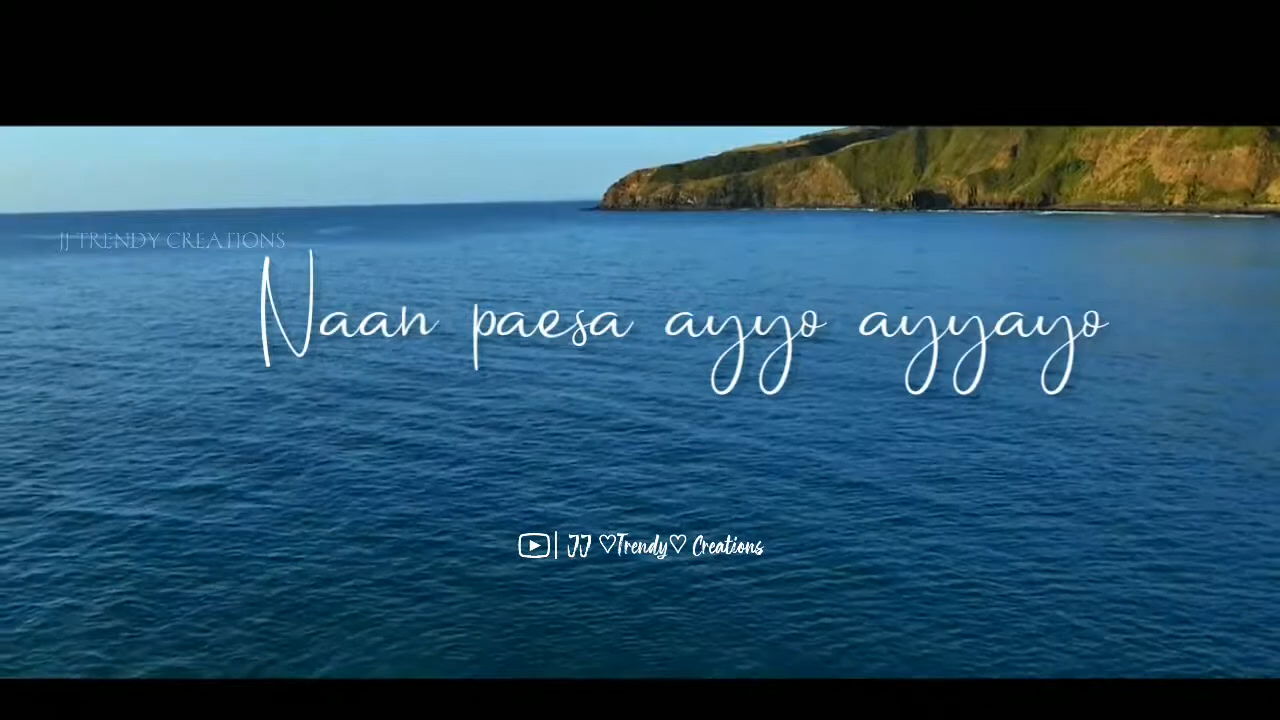 JJ TRENDY CREATIONS
Naan paesa ayyo ayyayo
JJ ♡Trendy♡ Creations